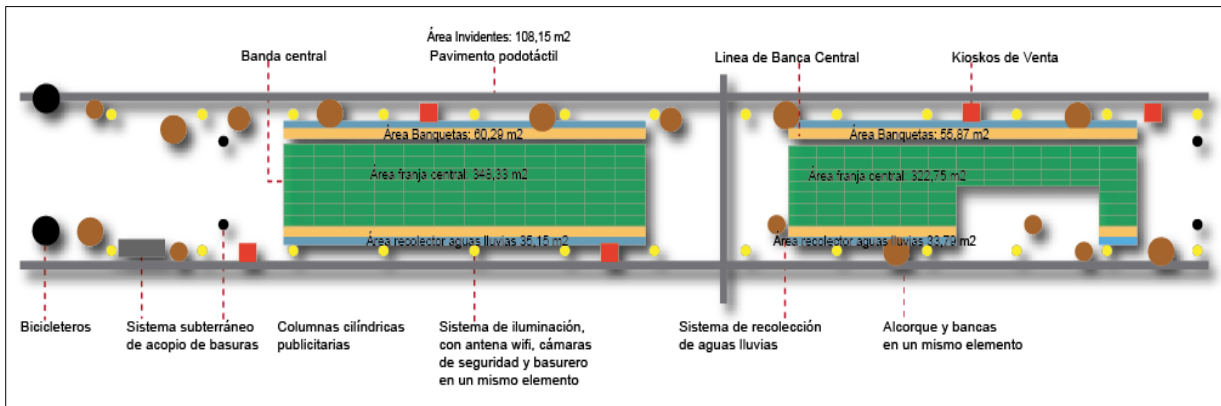 Área Invidentes: 108,15 m2
Banda central
Pavimento podotáctil
Linea de Banca Central
Kioskos de Venta
Área Banquetas: 60,29 m2
Área Banquetas: 55,87 m2
Área franja central: 348,33 m2
Área franja central: 322,75 m2
Área recolector aguas lluvias 35,15 m2
Área recolector aguas lluvias 33,79 m2
Bicicleteros
Sistema subterráneo
de acopio de basuras
Columnas cilíndricas
publicitarias
Sistema de iluminación,
con antena wifi, cámaras
de seguridad y basurero
en un mismo elemento
Sistema de recolección
de aguas lluvias
Alcorque y bancas
en un mismo elemento